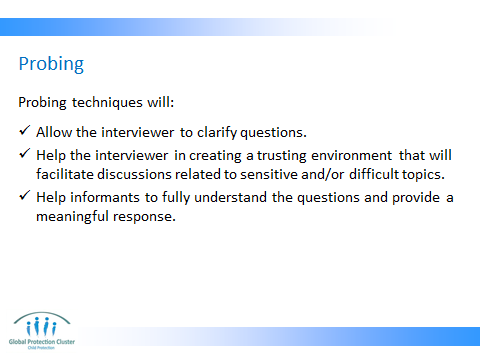 Probing
Probing techniques will:
✓ Allow the interviewer to clarify questions.
✓ Help the interviewer in creating a trusting environment that will
facilitate discussions related to sensitive and/or difficult topics.
✓ Help informants to fully understand the questions and provide a
meaningful response.
Global Protection Cluster
Child Protection